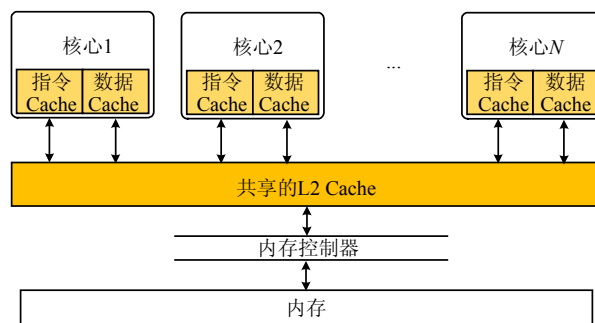 核心1
指令 数据
Cache Cache
核心2
指令 数据
Cache Cache
...
核心N
指令 数据
Cache Cache
共享的L2 Cache
内存控制器
内存